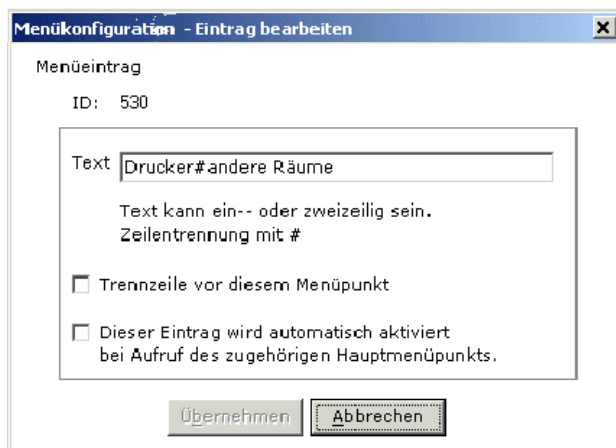 Menükonfiguration - Eintrag bearbeiten
Menüeintrag
ID: 530
Text Drucker#andere Räume
Text kann ein-- oder zweizeilig sein.
Zeilentrennung mit #
Trennzeile vor diesem Menüpunkt
Dieser Eintrag wird automatisch aktiviert
bei Aufruf des zugehörigen Hauptmenüpunkts.
Übernehmen Abbrechen